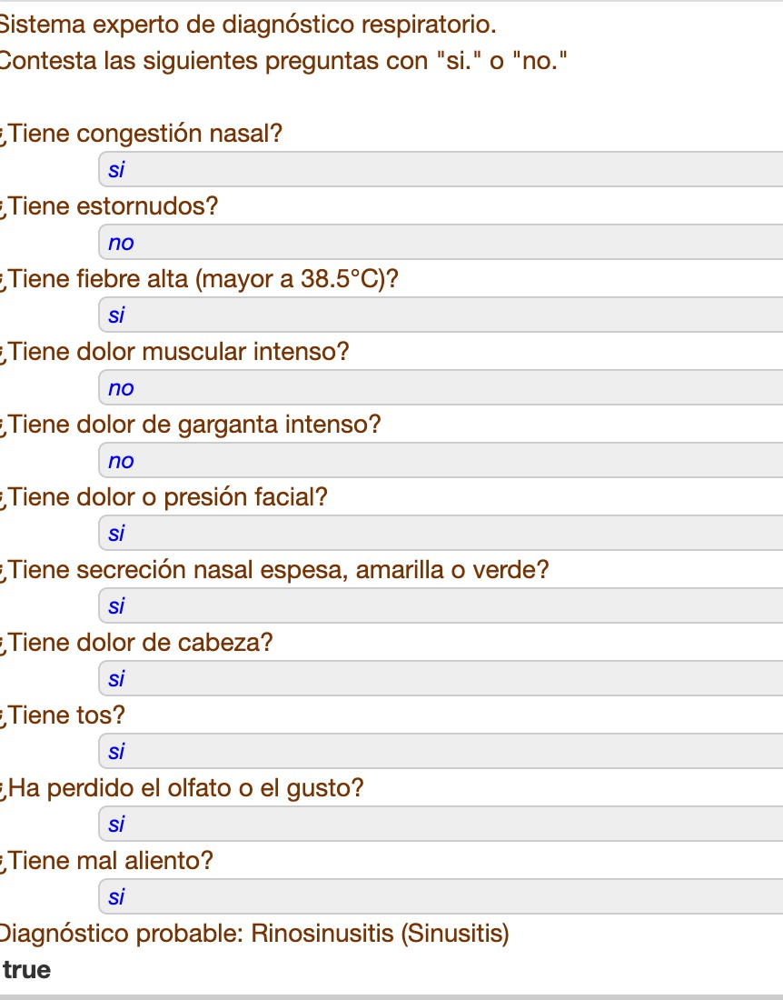 Sistema experto de diagnóstico respiratorio.
Contesta las siguientes preguntas con "si." o "no."
¿Tiene congestión nasal?
si
¿Tiene estornudos?
no
¿Tiene fiebre alta (mayor a 38.5°C)?
si
¿Tiene dolor muscular intenso?
no
¿Tiene dolor de garganta intenso?
no
¿Tiene dolor o presión facial?
si
¿Tiene secreción nasal espesa, amarilla o verde?
si
¿Tiene dolor de cabeza?
si
¿Tiene tos?
si
¿Ha perdido el olfato o el gusto?
si
¿Tiene mal aliento?
si
Diagnóstico probable: Rinosinusitis (Sinusitis)
true